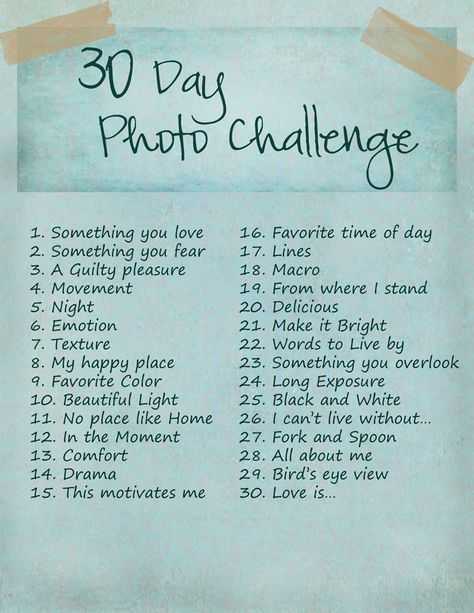 30 Day
Photo Challenge
1. Something you love
2. Something you fear
3. A Guilty pleasure
4. Movement
5. Night
6. Emotion
7. Texture
8. My happy place
9. Favorite Color
10. Beautiful Light
11. No place like Home
12. In the Moment
13. Comfort
14. Drama
15. This motivates me
16. Favorite time of day
17. Lines
18. Macro
19. From where I stand
20. Delicious
21. Make it Bright
22. Words to Live by
23. Something you overlook
24. Long Exposure
25. Black and White
26. I can't live without...
27. Fork and Spoon
28. All about me
29. Bird's eye view
30. Love is...